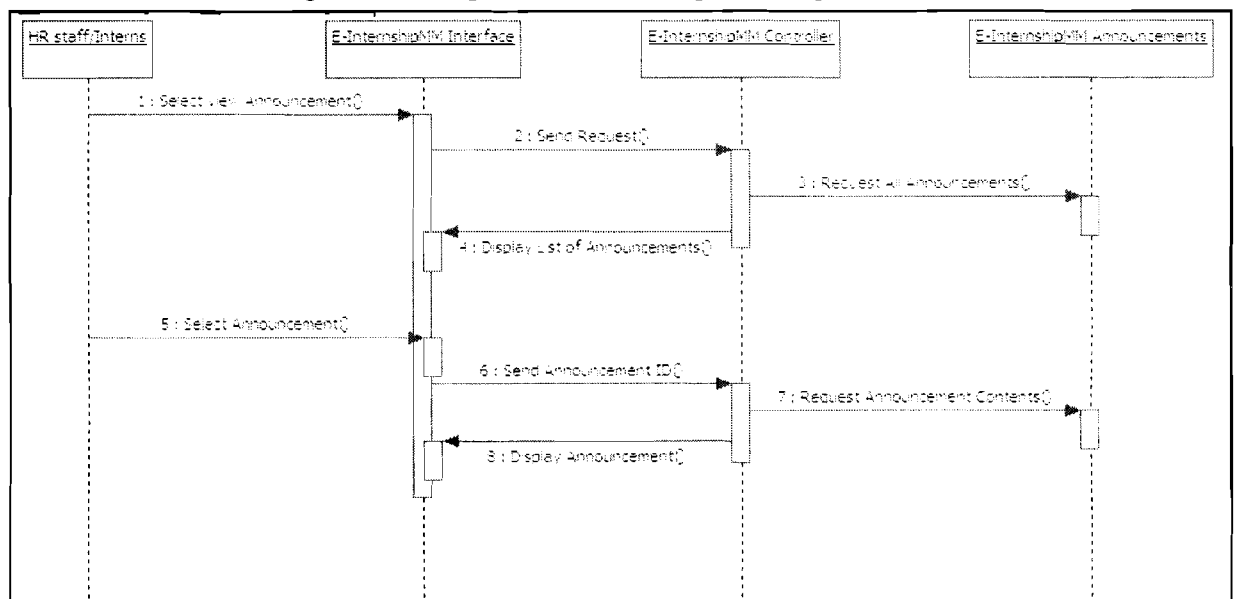 HR staff/Interns
E-InternshipMM Interface
E-InternshipMM Controller
E-InternshipMM Announcements
1 : Select view Announcement()
2 : Send Request()
3 : Request All Announcements()
4 : Display List of Announcements()
5 : Select Announcement()
6 : Send Announcement ID()
7 : Request Announcement Contents()
8 : Display Announcement()